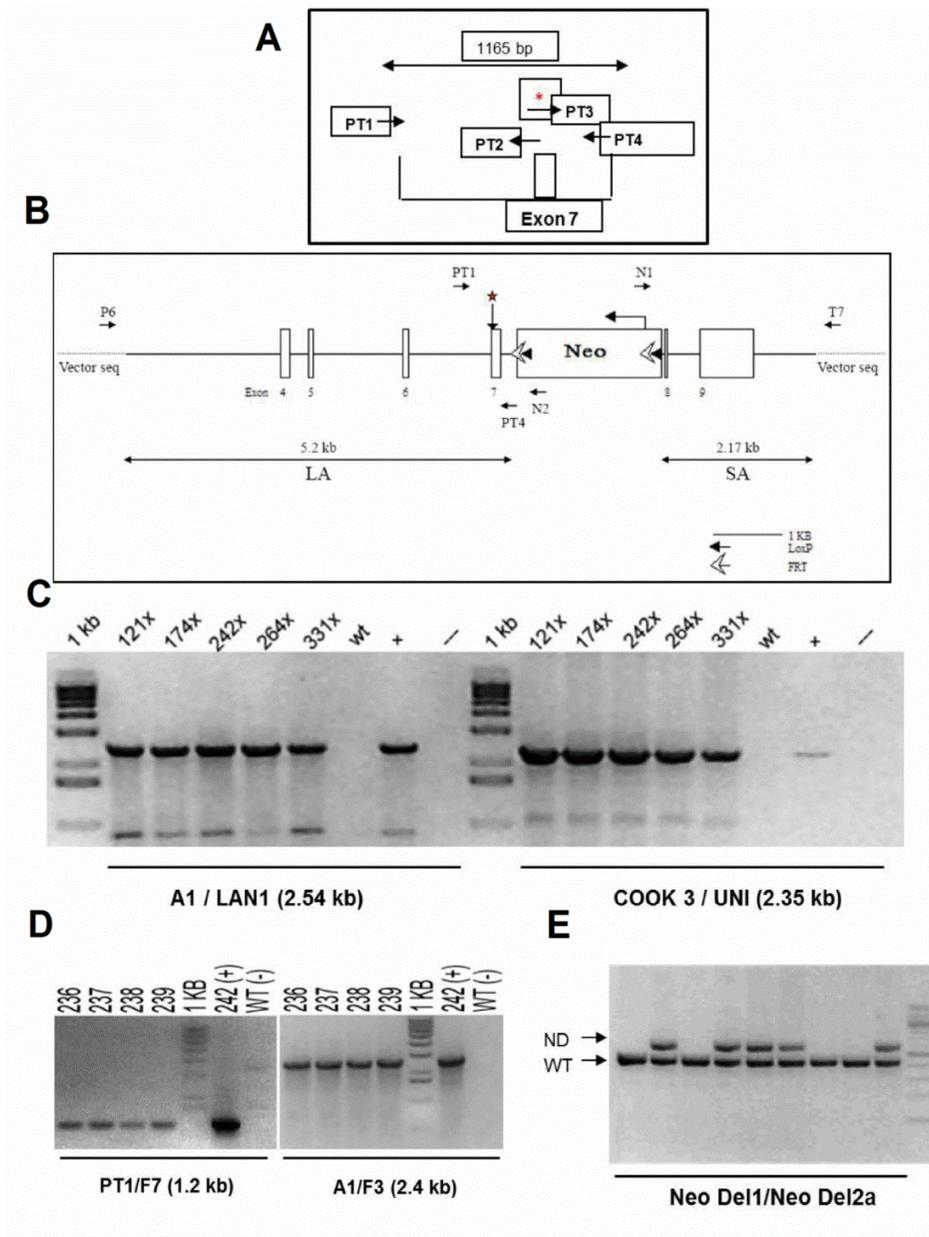 A
1165 bp
*
PT1
PT3
PT2
PT4
Exon 7
B
PT1
N1
P6
T7
Neo
Vector seq
Vector seq
Exon 4 5 6 7 8 9
N2
PT4
5.2 kb
2.17 kb
LA
SA
1 KB
LoxP
FRT
C
1 kb 121x 174x 242x 264x 331x wt + — 1 kb 121x 174x 242x 264x 331x wt + —
A1 / LAN1 (2.54 kb)
COOK 3 / UNI (2.35 kb)
D
E
236 237 238 239 1 KB 242 (+) WT (-) 236 237 238 239 1 KB 242 (+) WT (-)
ND
WT
PT1/F7 (1.2 kb)
A1/F3 (2.4 kb)
Neo Del1/Neo Del2a